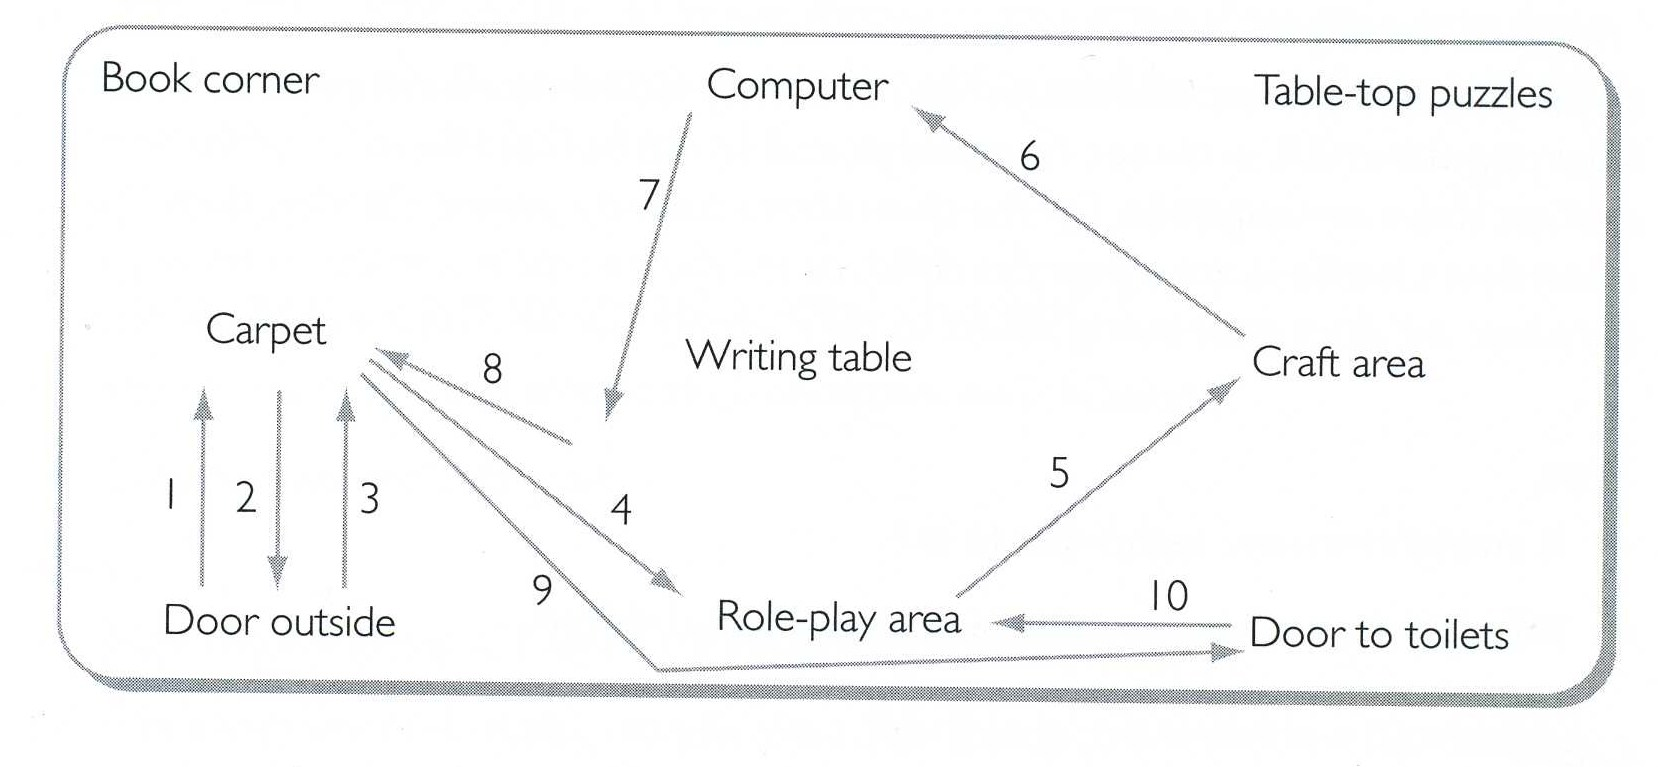 Book corner
Computer
Table-top puzzles
6
7
Carpet
8
Writing table
Craft area
1
2
3
4
5
9
10
Door outside
Role-play area
Door to toilets